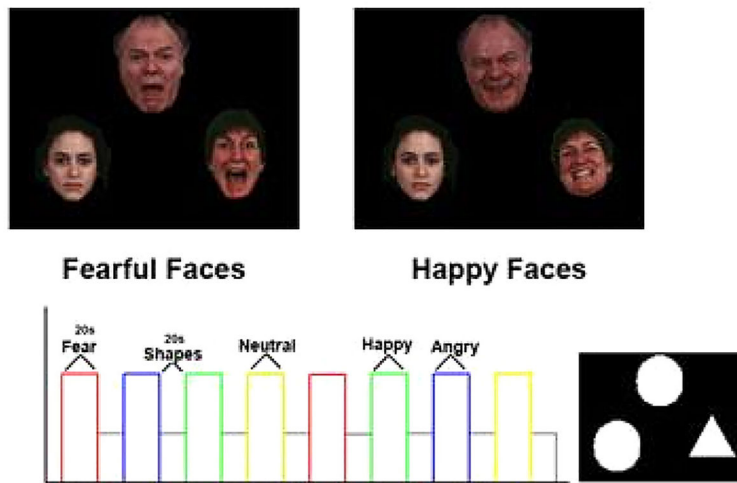 Fearful Faces
Happy Faces
20s
Fear
20s
Shapes
Neutral
Happy
Angry